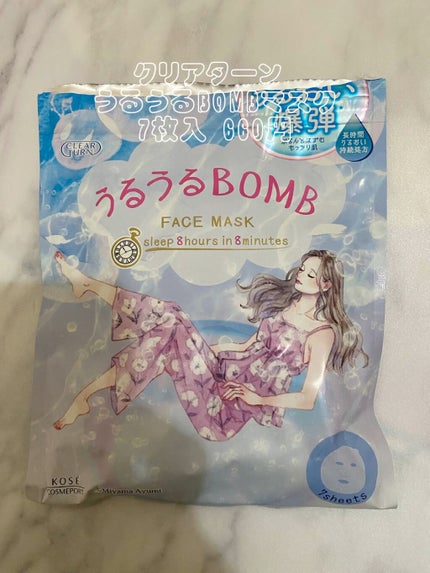 クリアターン
うるうるBOMBマスク
7枚入 660円
爆弾
長時間
うるおい
持続処方
CLEAR
TURN
うるうるBOMB
FACE MASK
sleep 8 hours in 8 minutes
KOSÉ
COSMEPORT
©Miyama Ayumi
7sheets